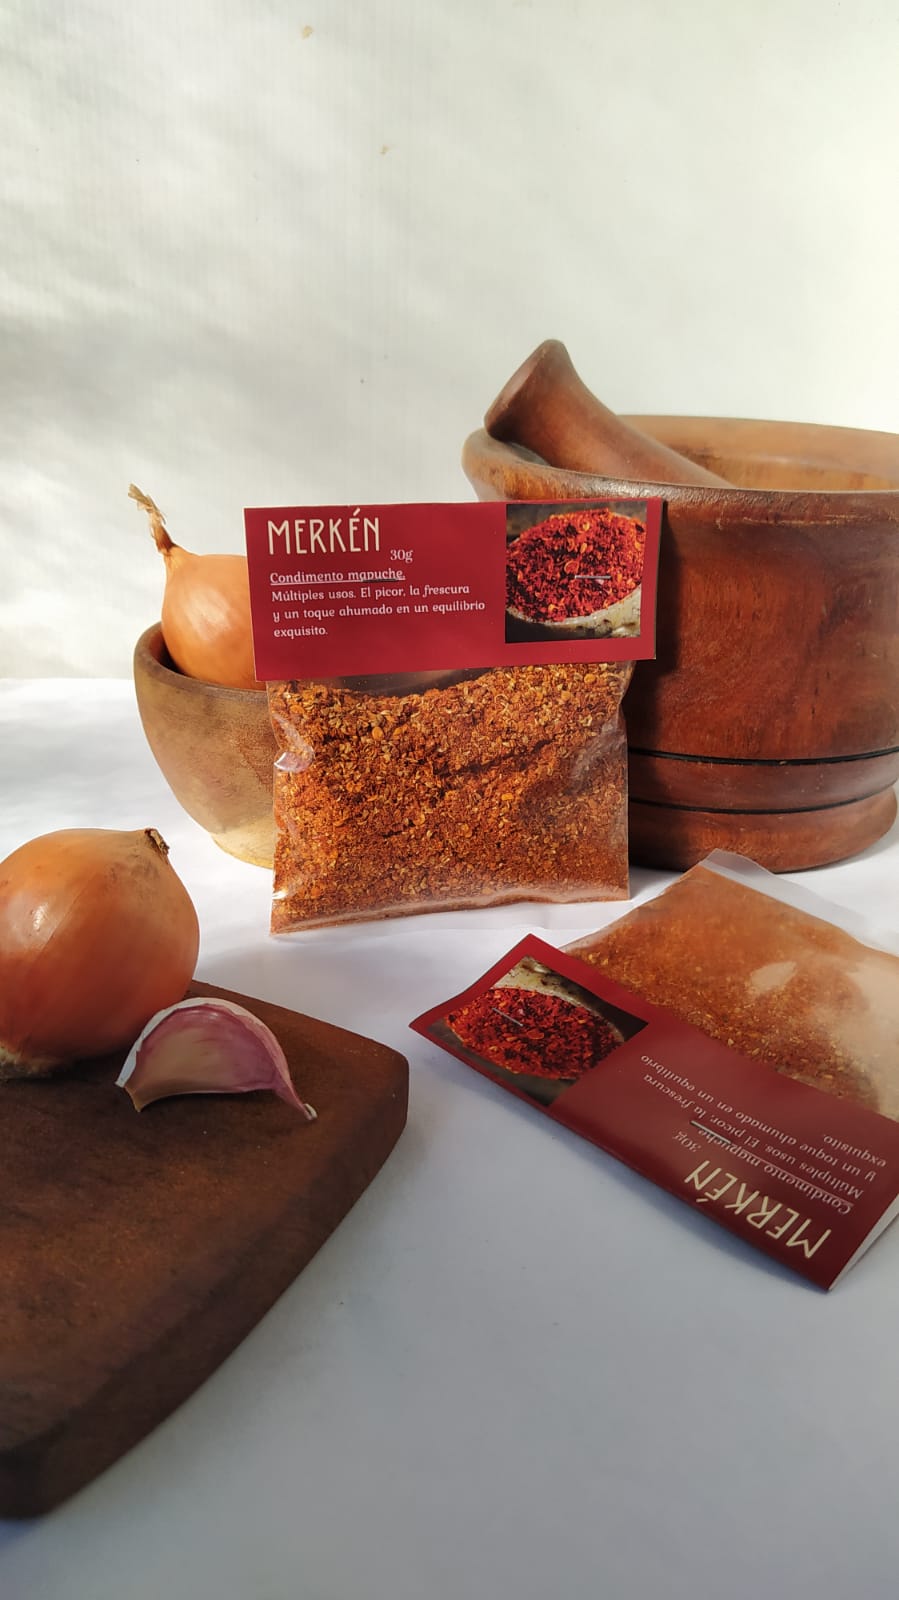 MERKÉN
30g
Condimento mapuche.
Múltiples usos. El picor, la frescura
y un toque ahumado en un equilibrio
exquisito.
MERKÉN
30g
Condimento mapuche.
Múltiples usos. El picor, la frescura
y un toque ahumado en un equilibrio
exquisito.